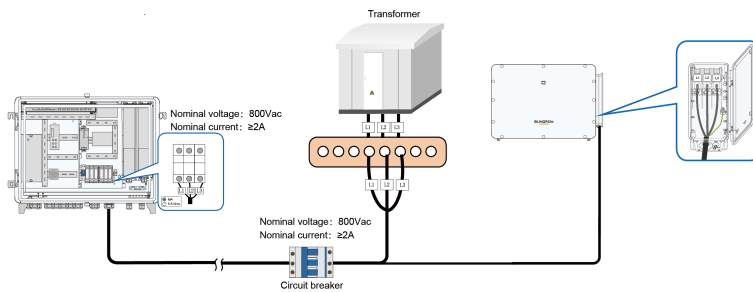 Transformer
Nominal voltage: 800Vac
Nominal current: ≥2A
L1 L2 L3
SUNGROW
L1 L2 L3
L1 L2 L3
L1 L2 L3
Nominal voltage: 800Vac
Nominal current: ≥2A
Circuit breaker